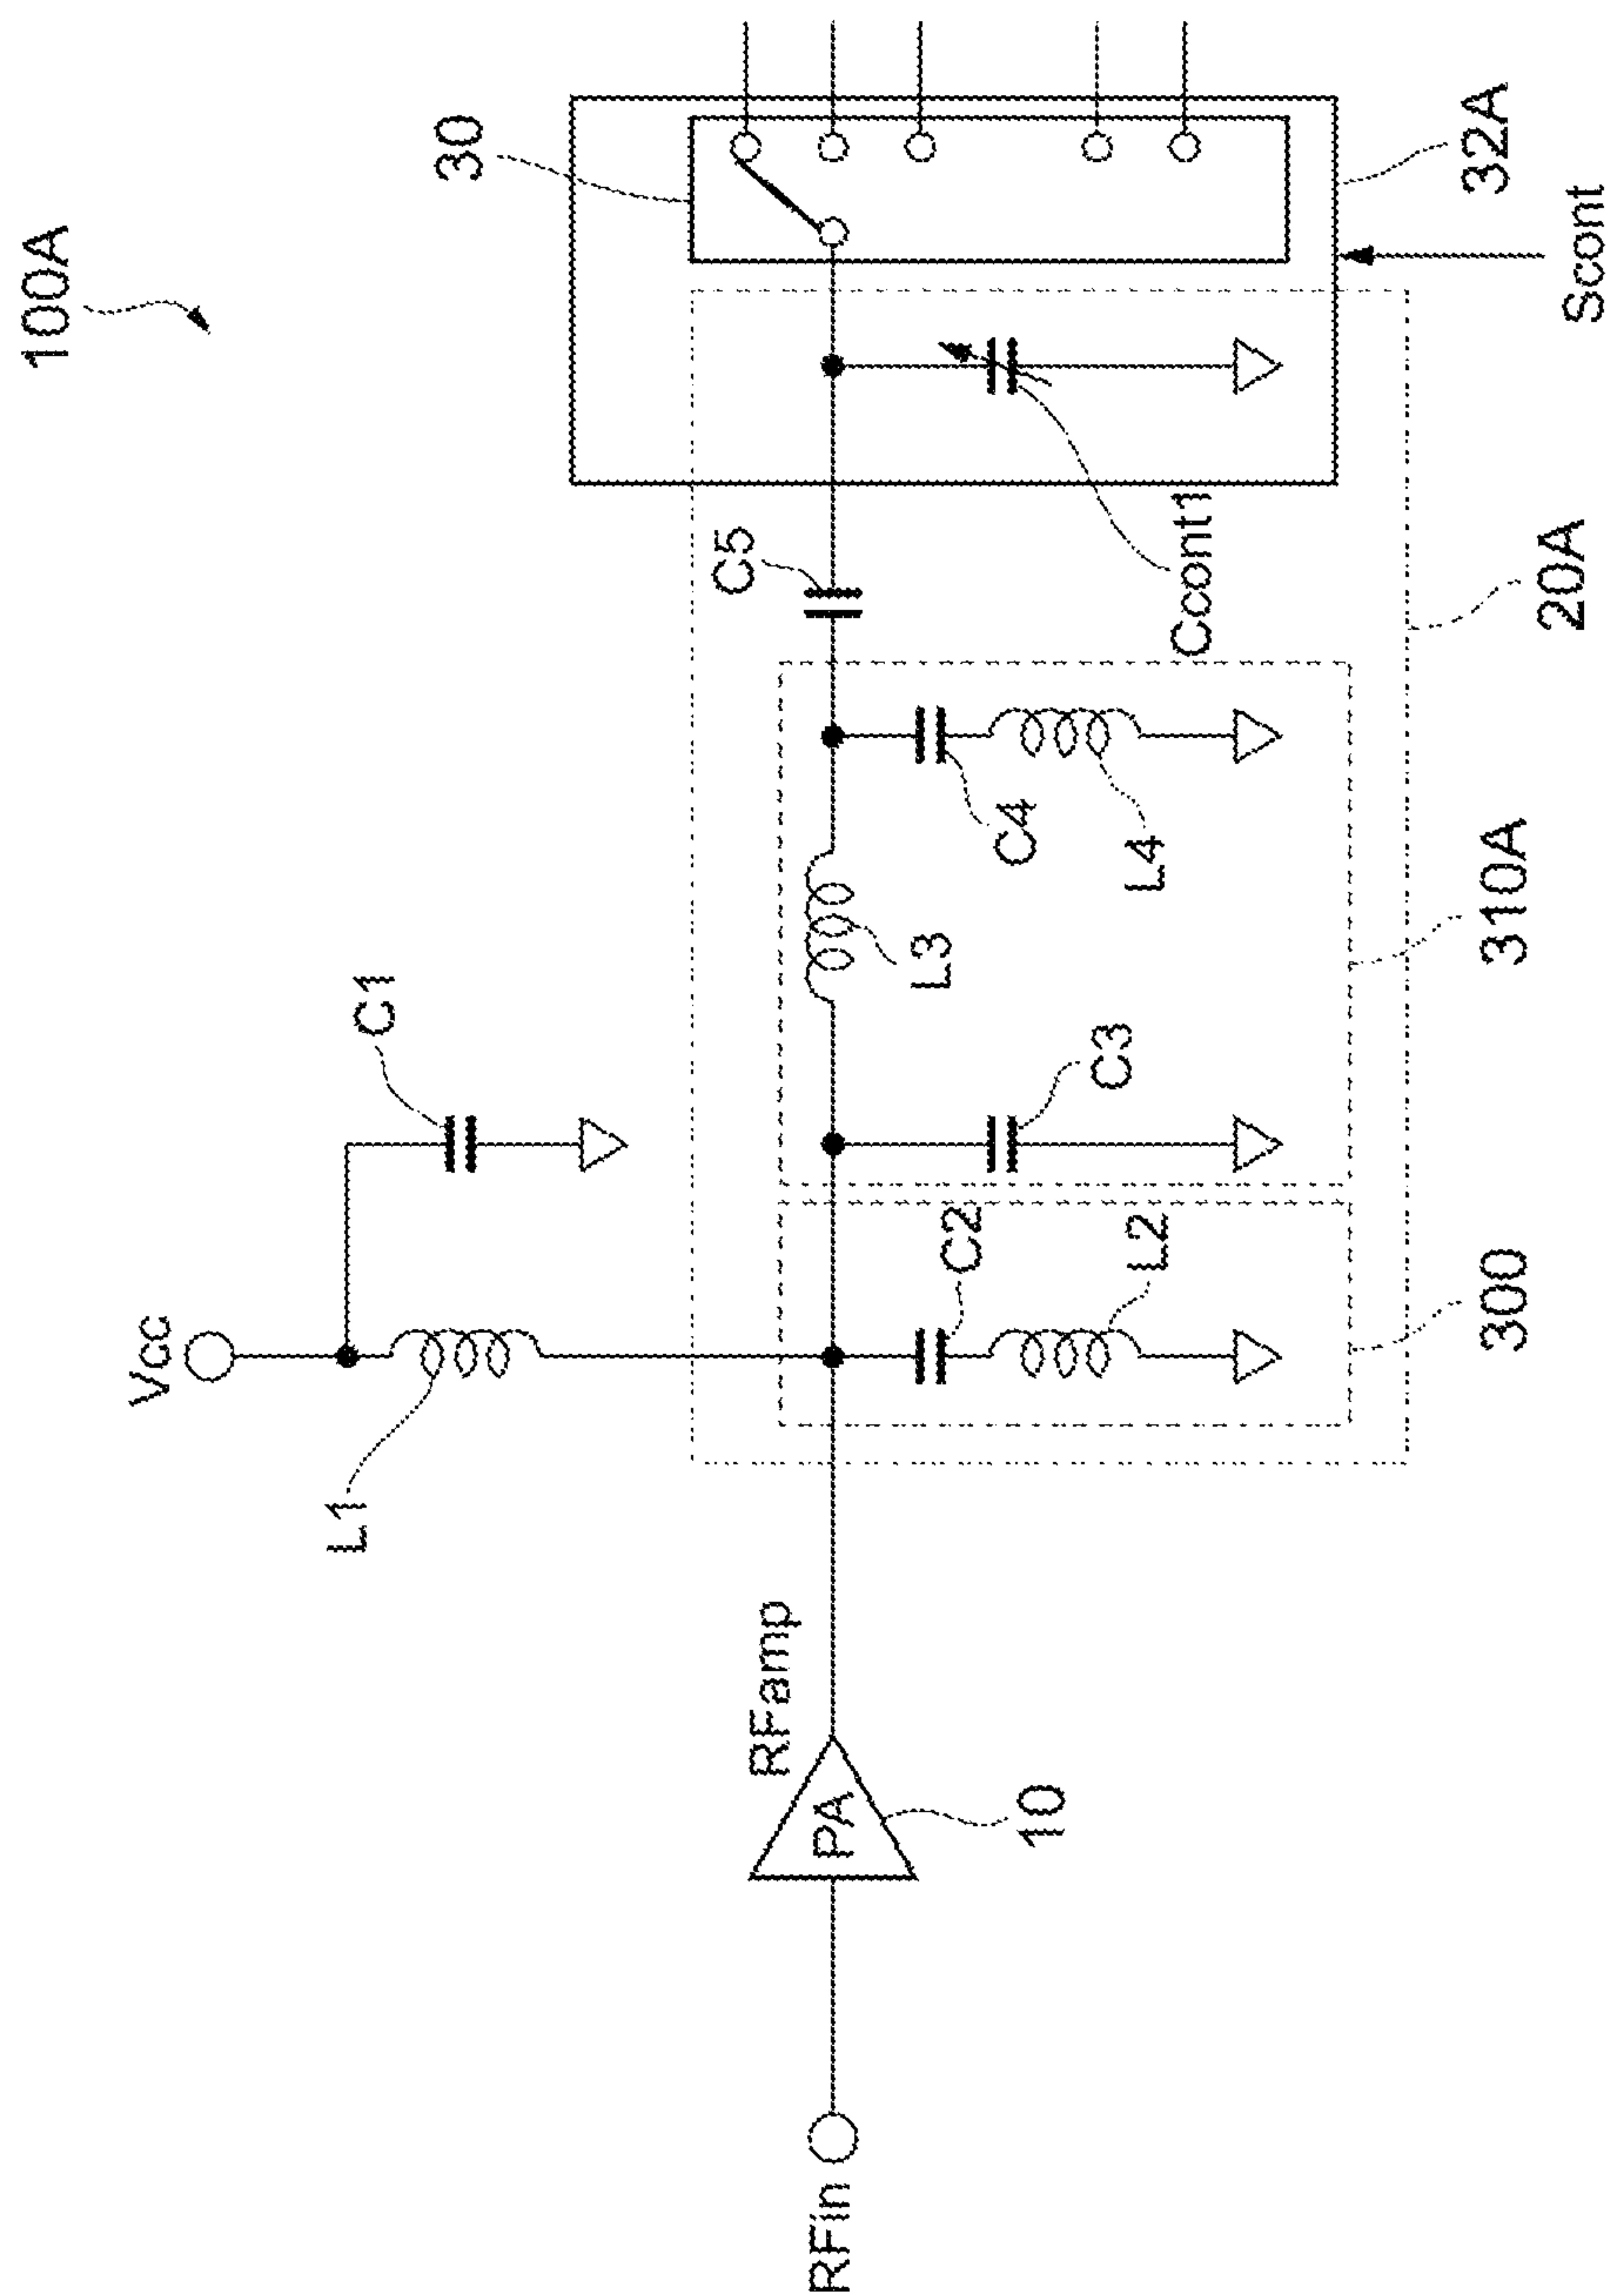 100A
30
32A
Scont
C5
Ccont1
20A
C4
L4
310A
L3
C1
C3
C2
L2
300
Vcc
L1
RFamp
PA
10
RFin